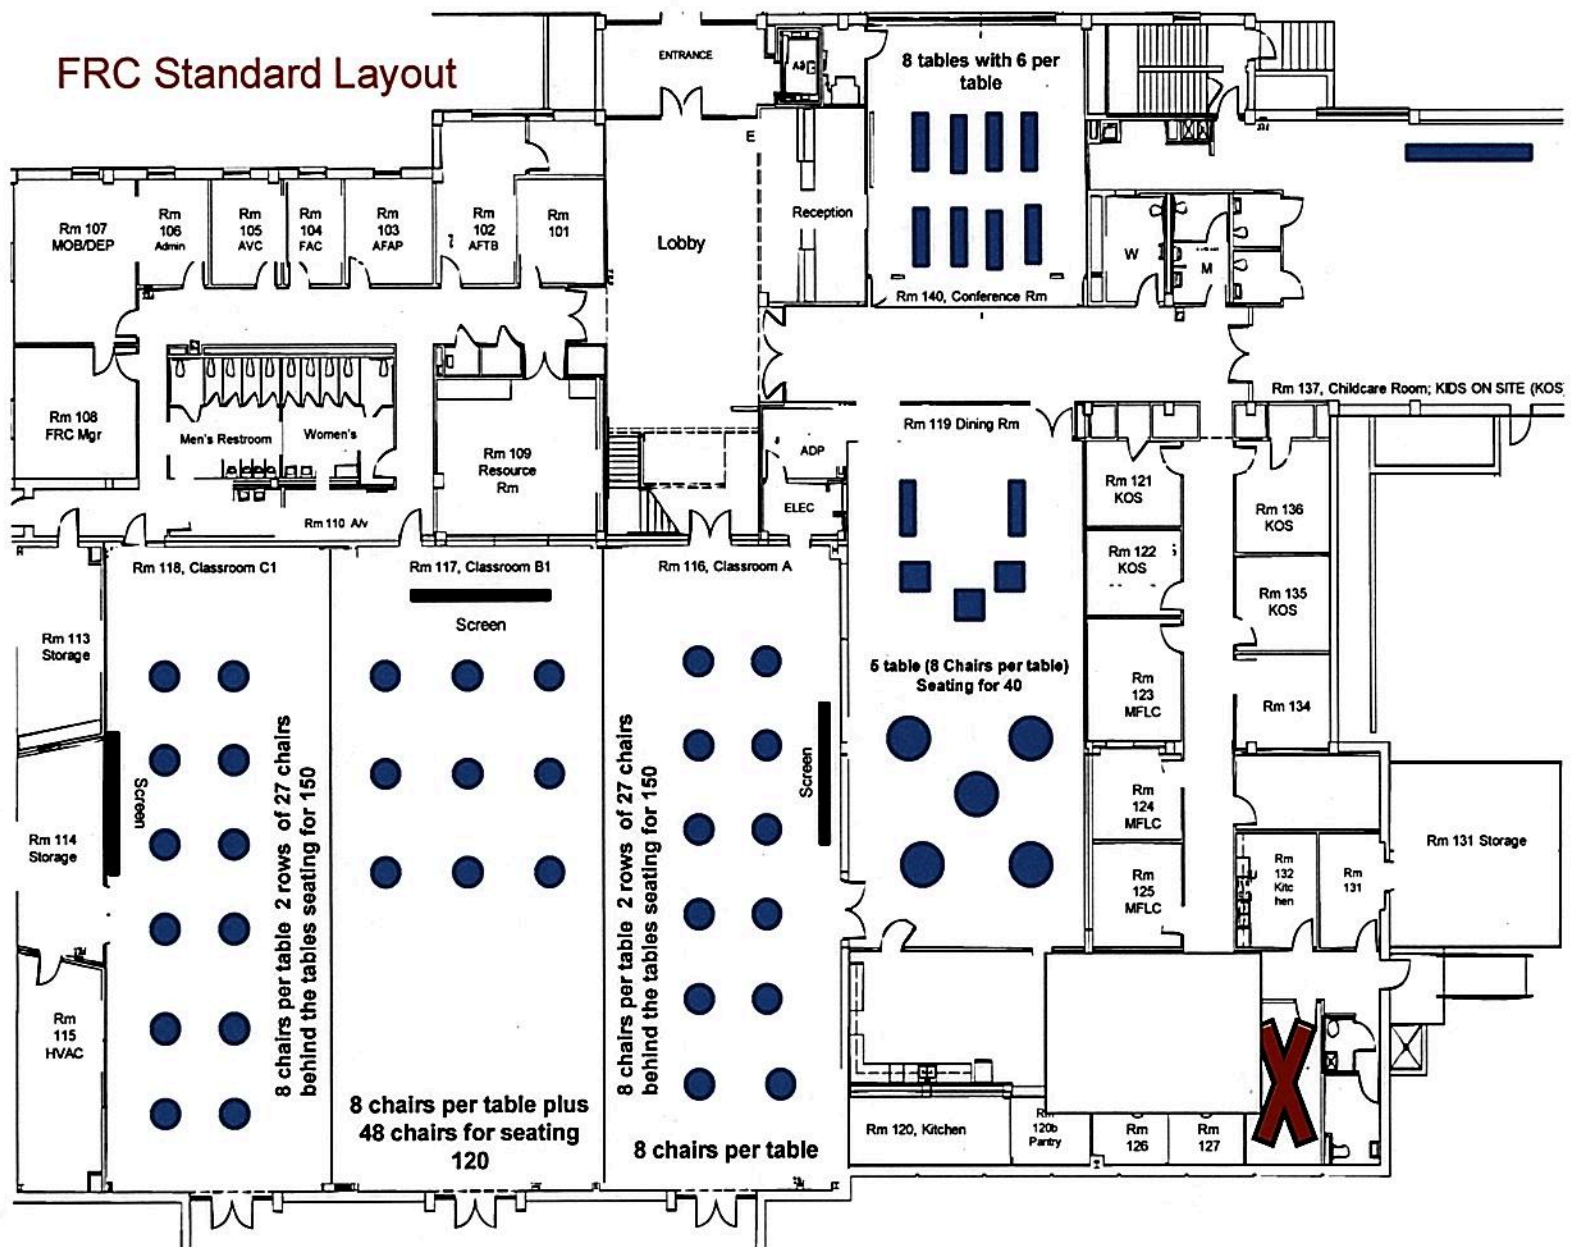 FRC Standard Layout
ENTRANCE
8 tables with 6 per
table
E
Reception
Lobby
Rm 107
MOB/DEP
Rm
106
Admin
Rm
105
AVC
Rm
104
FAC
Rm
103
AFAP
Rm
102
AFTB
Rm
101
W
M
Rm 140, Conference Rm
Rm 137, Childcare Room; KIDS ON SITE (KOS
Rm 108
FRC Mgr
Men's Restroom
Women's
Rm 109
Resource
Rm
Rm 110 A/v
ADP
ELEC
Rm 119 Dining Rm
Rm 121
KOS
Rm 122
KOS
Rm 136
KOS
Rm 135
KOS
Rm 134
Rm
123
MFLC
Rm
124
MFLC
Rm
125
MFLC
Rm 118, Classroom C1
Rm 117, Classroom B1
Rm 116, Classroom A
Screen
Screen
Screen
Rm 113
Storage
Rm 114
Storage
Rm
115
HVAC
8 chairs per table 2 rows of 27 chairs
behind the tables seating for 150
8 chairs per table 2 rows of 27 chairs
behind the tables seating for 150
8 chairs per table plus
48 chairs for seating
120
8 chairs per table
5 table (8 Chairs per table)
Seating for 40
Rm 131 Storage
Rm
132
Kitc
hen
Rm
131
Rm 120, Kitchen
Rm
120b
Pantry
Rm
126
Rm
127